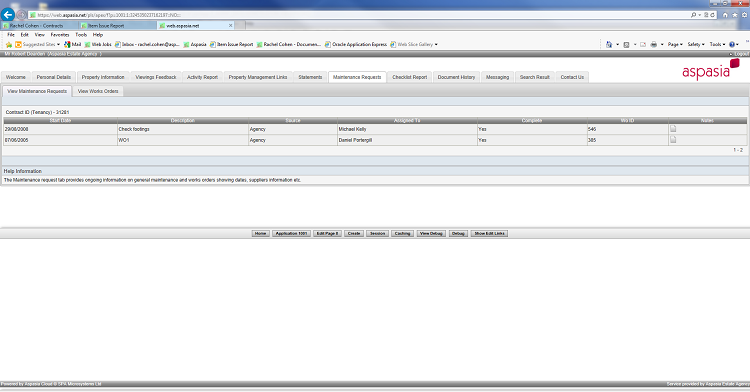 https://web.aspasia.net/pls/apex/f?p=1001:1:3245350237162197::NO::
Rachel Cohen - Contracts Item Issue Report web.aspasia.net
File Edit View Favorites Tools Help
Suggested Sites Mail Web Jobs Inbox - rachel.cohen@asp... Aspasia Item Issue Report Rachel Cohen - Documen... Oracle Application Express Web Slice Gallery Page Safety Tools
Mr Robert Dearden (Aspasia Estate Agency ) Logout
aspasia
Welcome Personal Details Property Information Viewings Feedback Activity Report Property Management Links Statements Maintenance Requests Checklist Report Document History Messaging Search Result Contact Us
View Maintenance Requests View Works Orders
Contract ID (Tenancy) - 31281
Start Date Description Source Assigned To Complete Wo ID Notes
29/08/2008 Check footings Agency Michael Kelly Yes 546
07/06/2005 WO1 Agency Daniel Portergill Yes 385
1 - 2
Help Information
The Maintenance request tab provides ongoing information on general maintenance and works orders showing dates, suppliers information etc.
Home Application 1001 Edit Page 8 Create Session Caching View Debug Debug Show Edit Links
Powered by Aspasia Cloud © SPA Microsystems Ltd Service provided by Aspasia Estate Agency